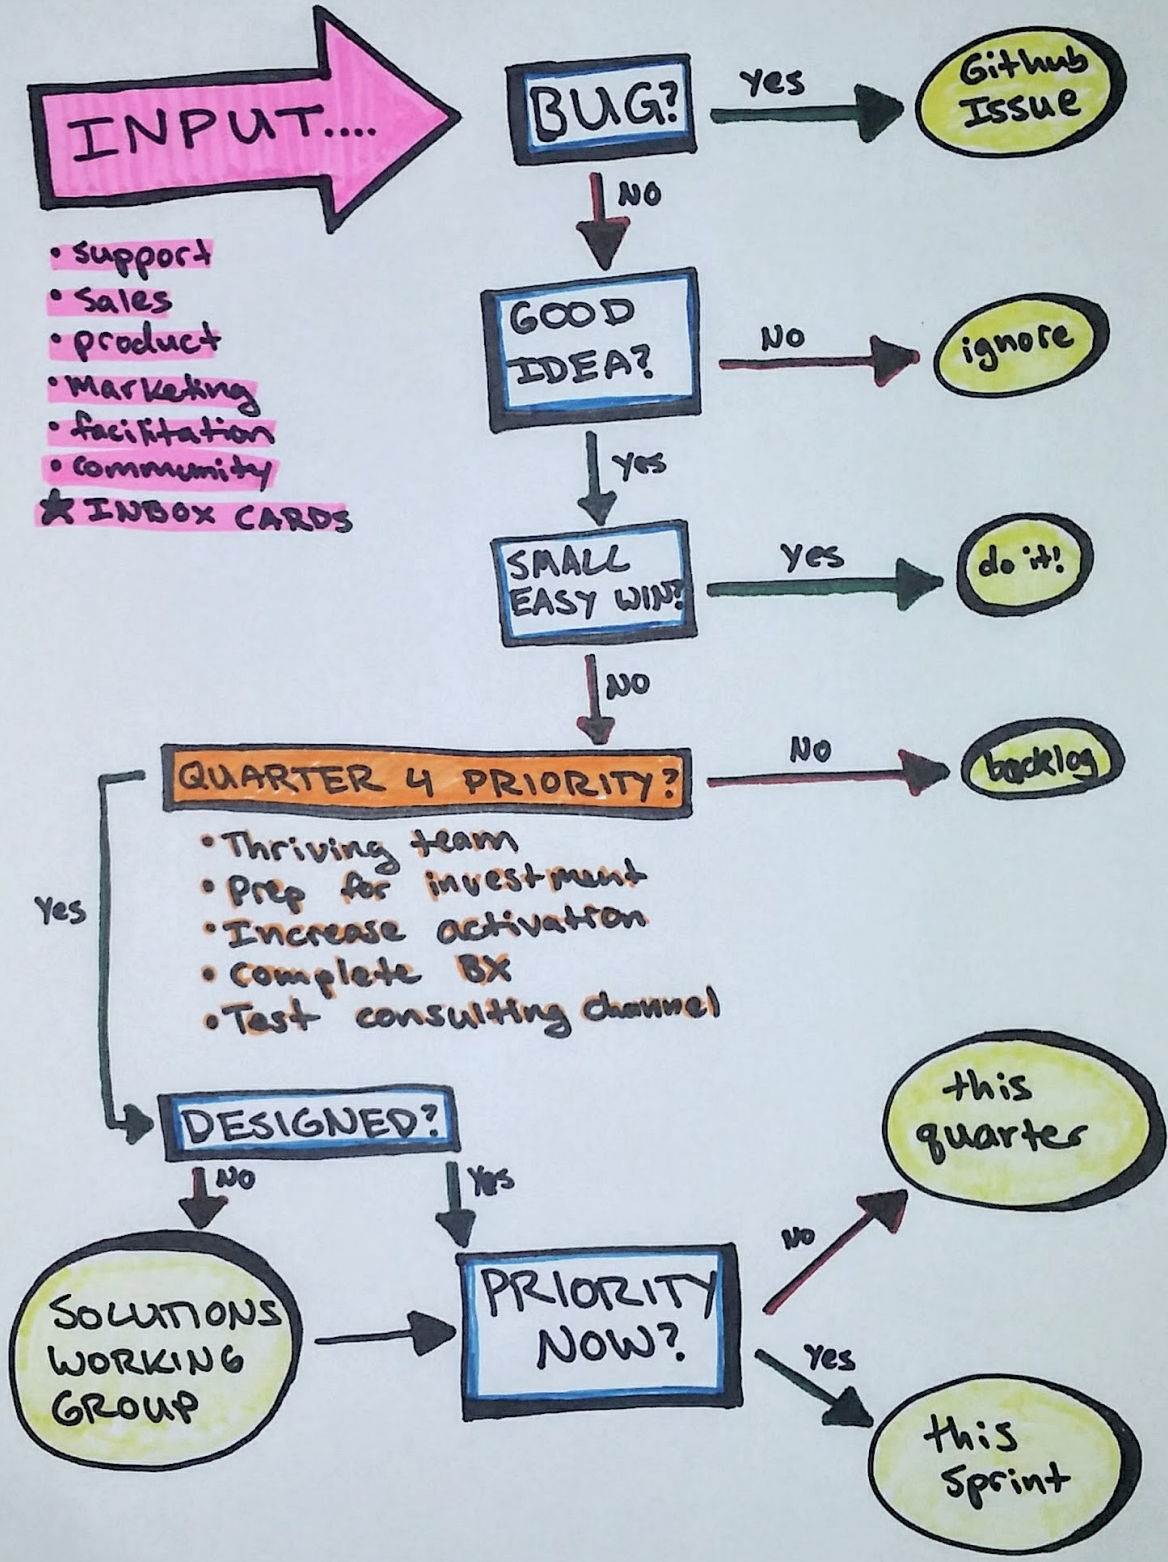 INPUT....
• support
• Sales
• product
• Marketing
• facilitation
• community
★ INBOX CARDS
BUG?
Yes
Github
Issue
NO
GOOD
IDEA?
NO
ignore
Yes
SMALL
EASY WIN?
Yes
do it!
NO
QUARTER 4 PRIORITY?
NO
backlog
• Thriving team
• Prep for investment
• Increase activation
• Complete BX
• Test consulting channel
Yes
DESIGNED?
NO
Yes
SOLUTIONS
WORKING
GROUP
PRIORITY
NOW?
NO
this
quarter
Yes
this
Sprint